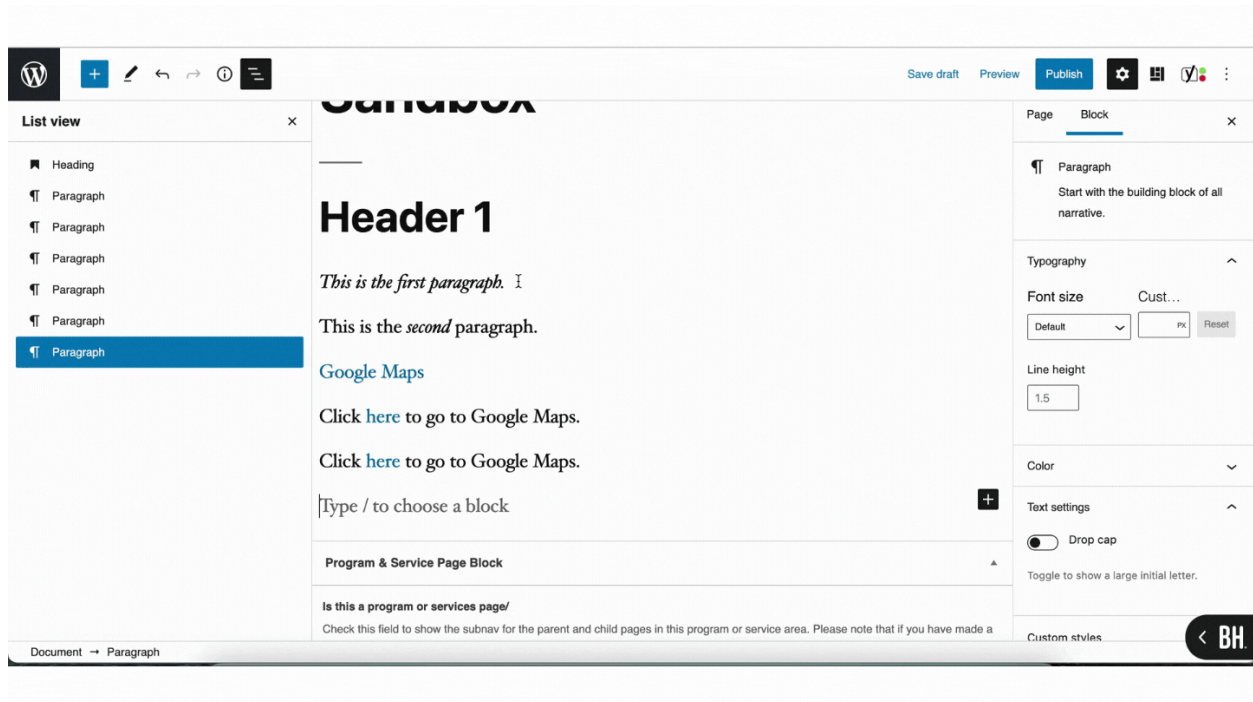 Save draft Preview Publish
List view
Heading
Paragraph
Paragraph
Paragraph
Paragraph
Paragraph
Paragraph
Sandbox
Header 1
This is the first paragraph.
This is the second paragraph.
Google Maps
Click here to go to Google Maps.
Click here to go to Google Maps.
Type / to choose a block
Program & Service Page Block
Is this a program or services page/
Check this field to show the subnav for the parent and child pages in this program or service area. Please note that if you have made a
Page Block
Paragraph
Start with the building block of all
narrative.
Typography
Font size Cust...
Default PX Reset
Line height
1.5
Color
Text settings
Drop cap
Toggle to show a large initial letter.
Custom styles
BH.
Document → Paragraph